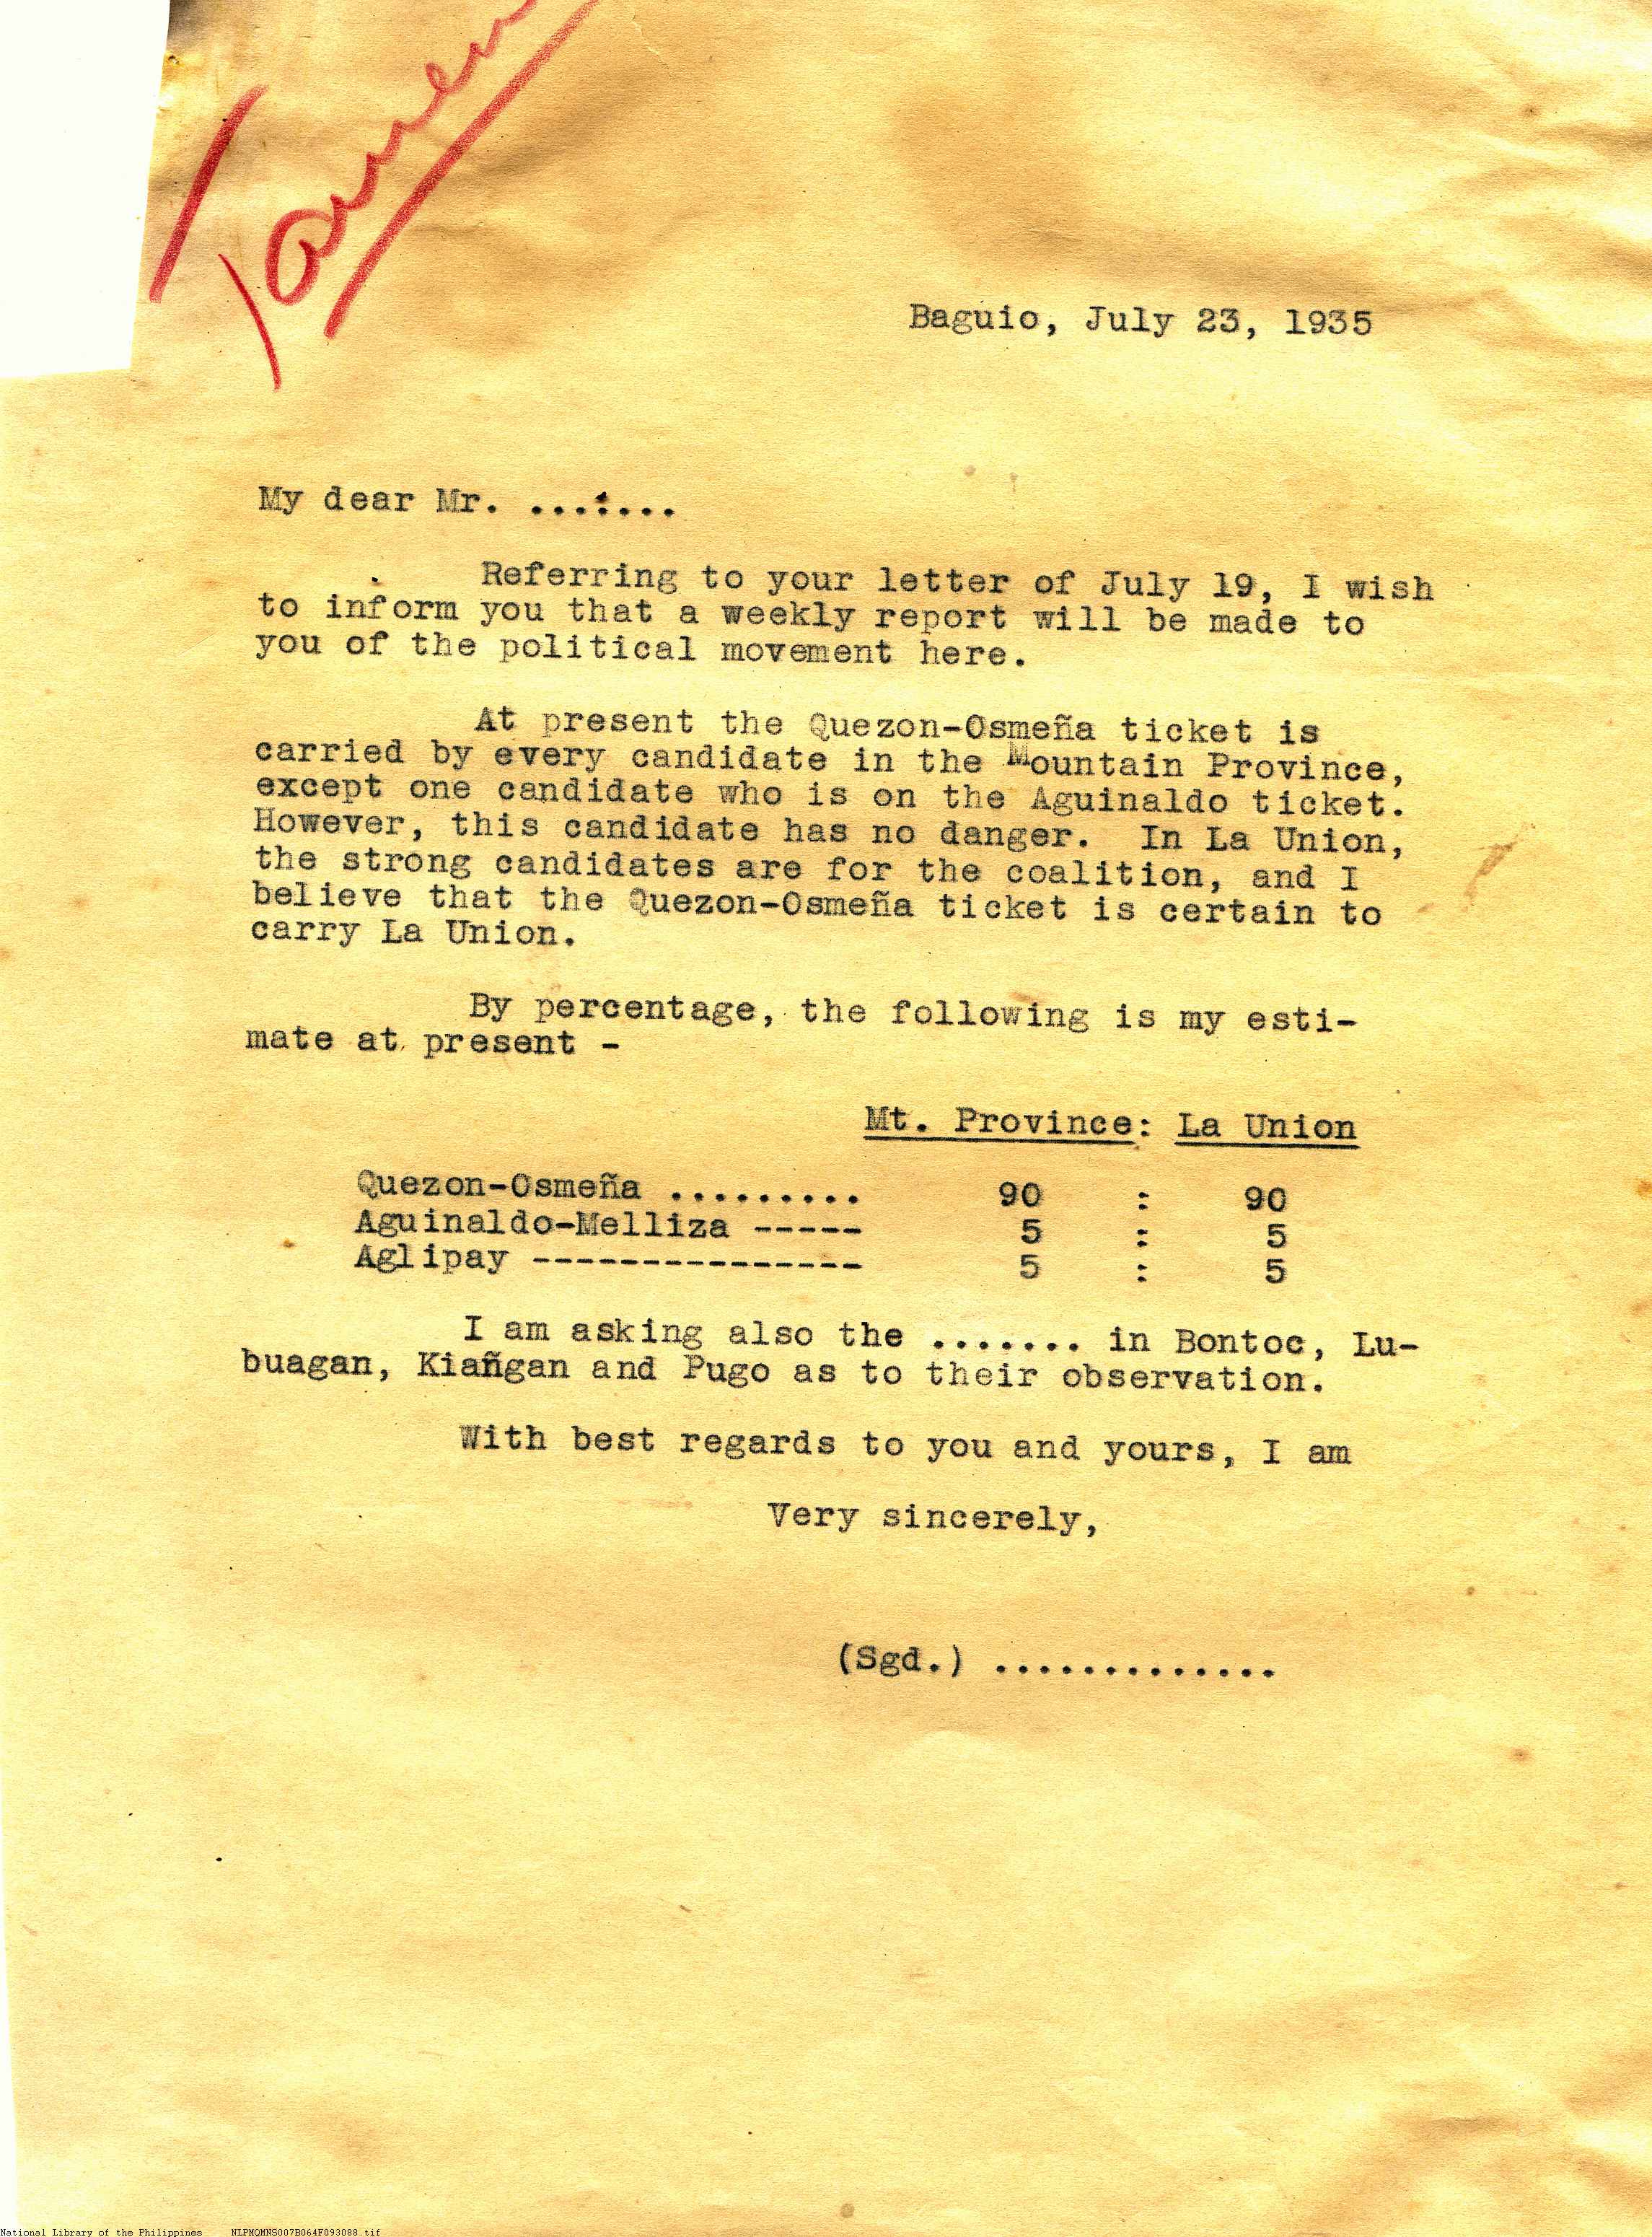 Baguio, July 23, 1935
My dear Mr. .......
Referring to your letter of July 19, I wish
to inform you that a weekly report will be made to
you of the political movement here.
At present the Quezon-Osmeña ticket is
carried by every candidate in the Mountain Province,
except one candidate who is on the Aguinaldo ticket.
However, this candidate has no danger. In La Union,
the strong candidates are for the coalition, and I
believe that the Quezon-Osmeña ticket is certain to
carry La Union.
By percentage, the following is my esti-
mate at present -
Mt. Province: La Union
Quezon-Osmeña ......... 90 : 90
Aguinaldo-Melliza ----- 5 : 5
Aglipay --------------- 5 : 5
I am asking also the ....... in Bontoc, Lu-
buagan, Kiañgan and Pugo as to their observation.
With best regards to you and yours, I am
Very sincerely,
(Sgd.) .............
National Library of the Philippines NLPMQMNS007B064F093088.tif